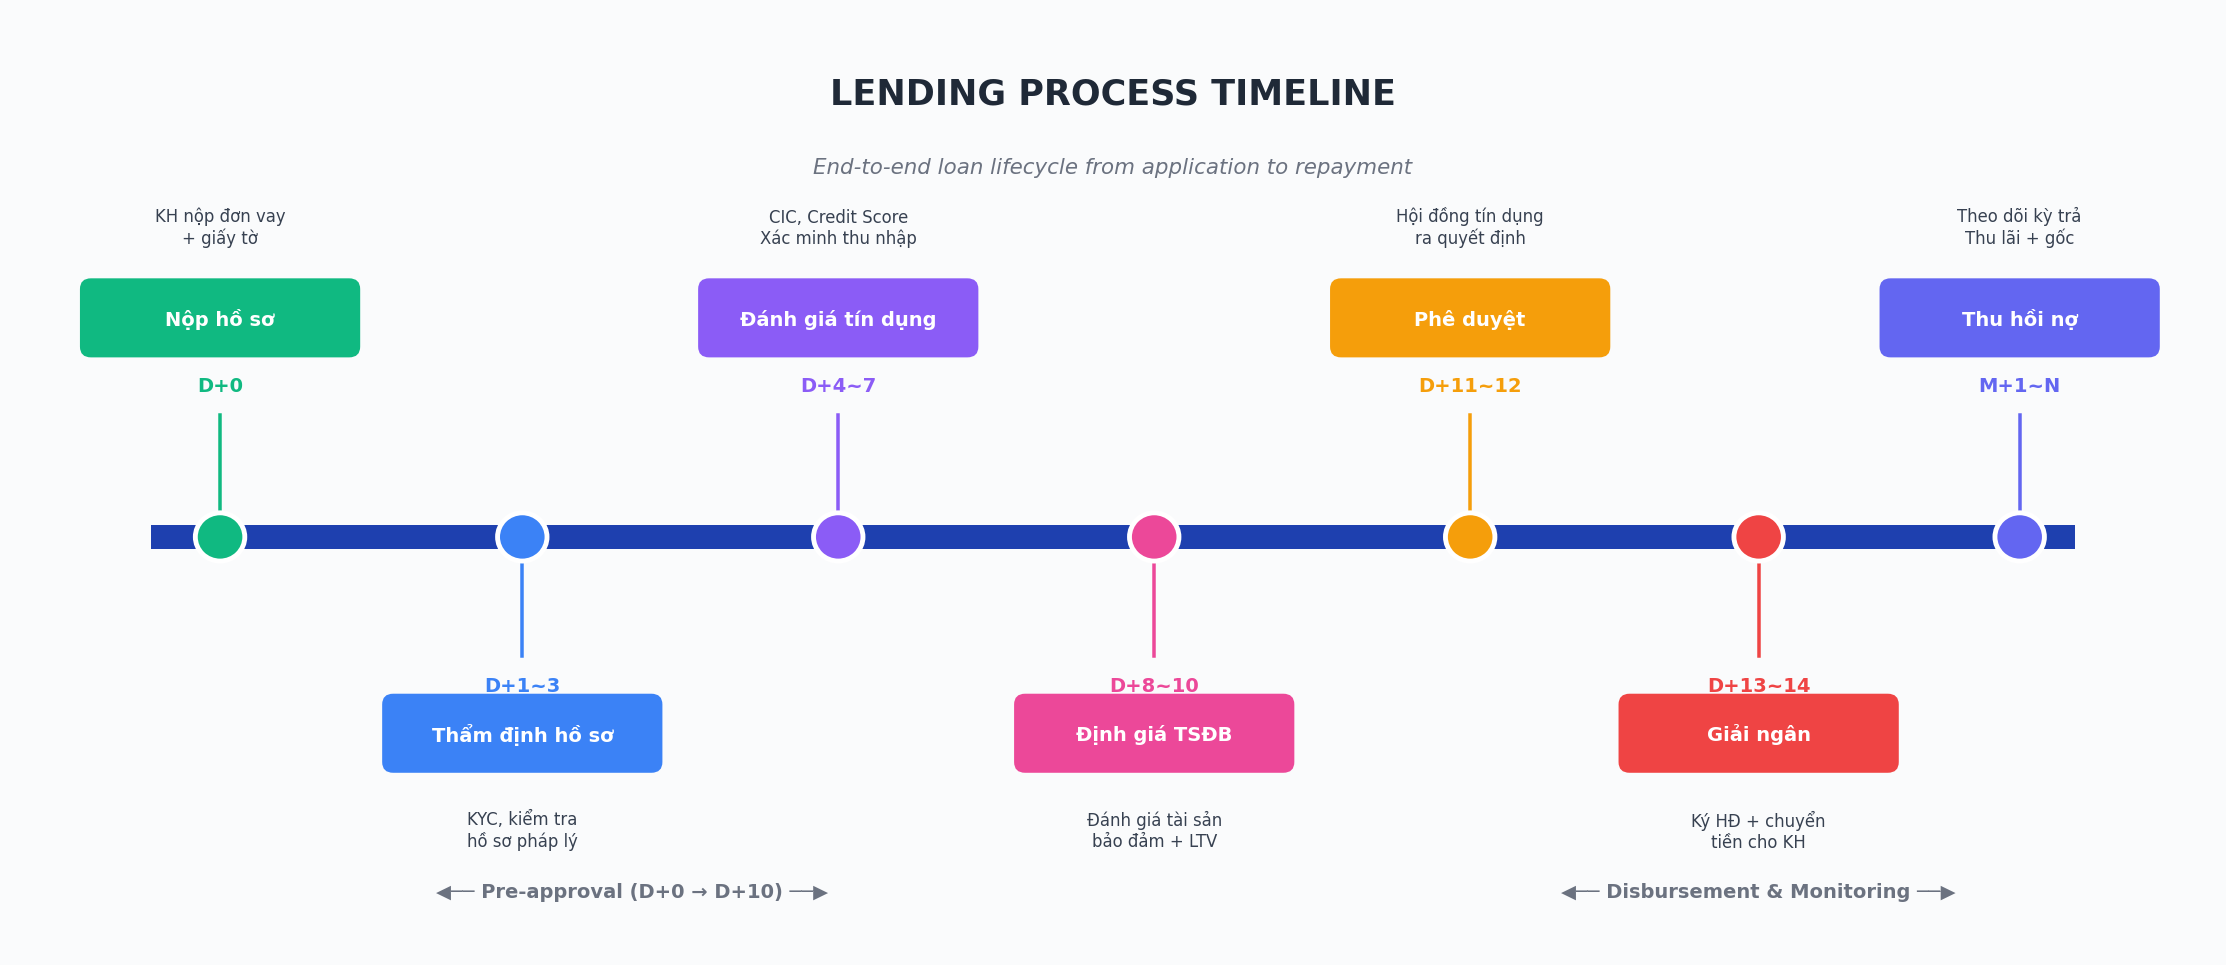 LENDING PROCESS TIMELINE
End-to-end loan lifecycle from application to repayment
KH nộp đơn vay
+ giấy tờ
Nộp hồ sơ
D+0
D+1~3
Thẩm định hồ sơ
KYC, kiểm tra
hồ sơ pháp lý
CIC, Credit Score
Xác minh thu nhập
Đánh giá tín dụng
D+4~7
D+8~10
Định giá TSĐB
Đánh giá tài sản
bảo đảm + LTV
Hội đồng tín dụng
ra quyết định
Phê duyệt
D+11~12
D+13~14
Giải ngân
Ký HĐ + chuyển
tiền cho KH
Theo dõi kỳ trả
Thu lãi + gốc
Thu hồi nợ
M+1~N
◀── Pre-approval (D+0 → D+10) ──▶
◀── Disbursement & Monitoring ──▶